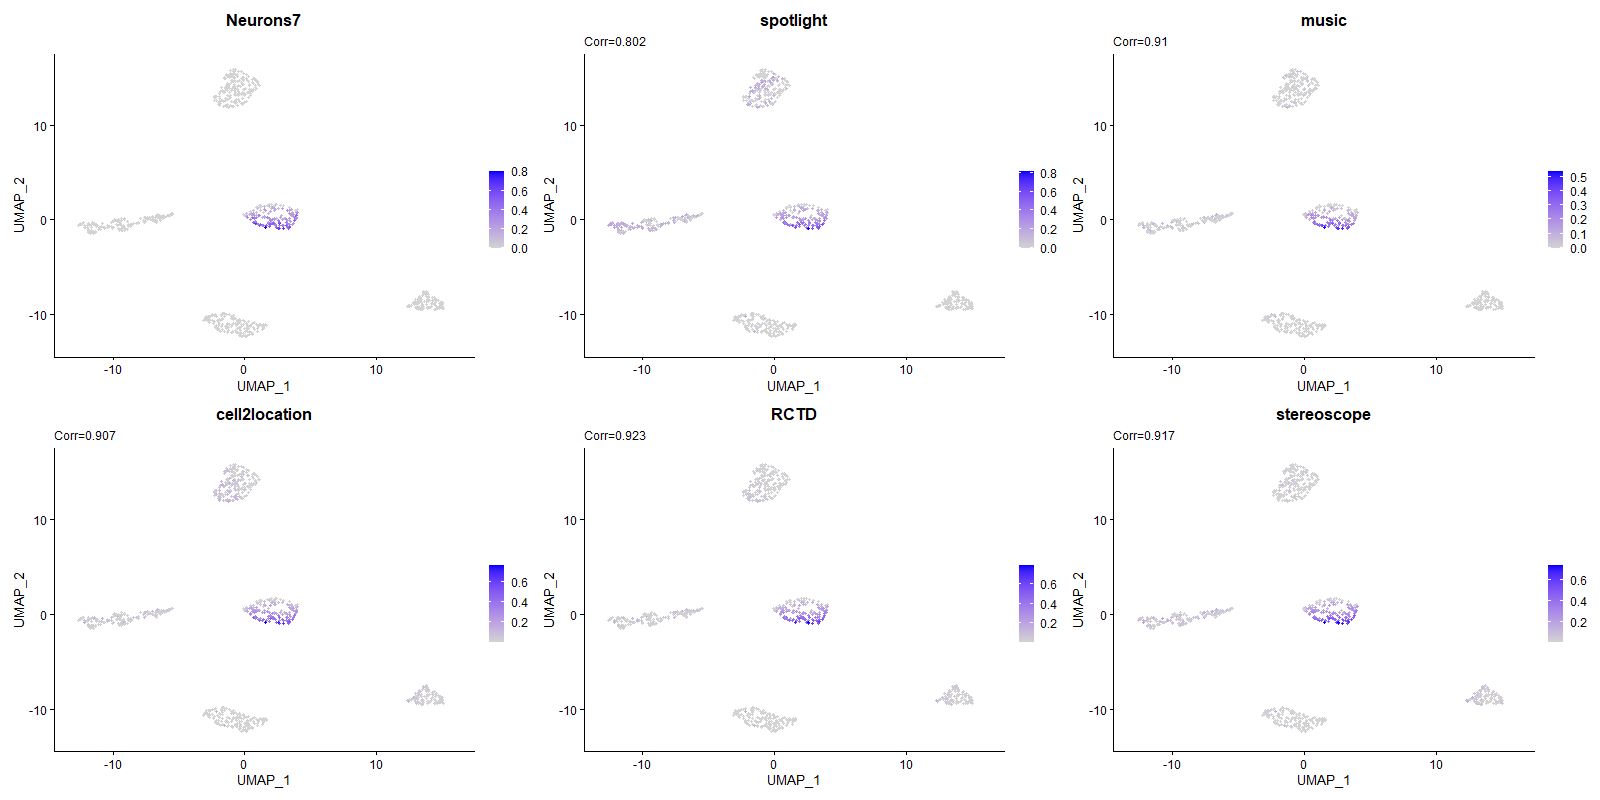 Neurons7
10
0
-10
UMAP_2
-10
0
10
UMAP_1
0.8
0.6
0.4
0.2
0.0
spotlight
Corr=0.802
10
0
-10
UMAP_2
-10
0
10
UMAP_1
0.8
0.6
0.4
0.2
0.0
music
Corr=0.91
10
0
-10
UMAP_2
-10
0
10
UMAP_1
0.5
0.4
0.3
0.2
0.1
0.0
cell2location
Corr=0.907
10
0
-10
UMAP_2
-10
0
10
UMAP_1
0.6
0.4
0.2
RCTD
Corr=0.923
10
0
-10
UMAP_2
-10
0
10
UMAP_1
0.6
0.4
0.2
stereoscope
Corr=0.917
10
0
-10
UMAP_2
-10
0
10
UMAP_1
0.6
0.4
0.2